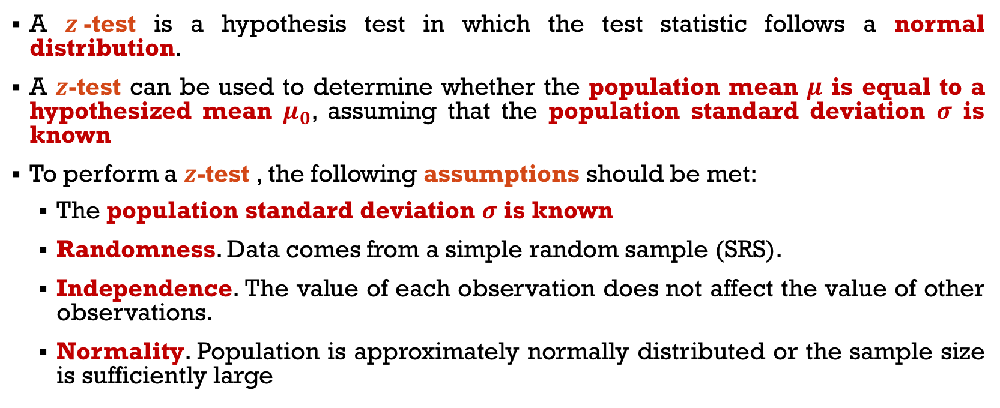 ▪ A z -test is a hypothesis test in which the test statistic follows a normal
distribution.
▪ A z-test can be used to determine whether the population mean μ is equal to a
hypothesized mean μ₀, assuming that the population standard deviation σ is
known
▪ To perform a z-test , the following assumptions should be met:
▪ The population standard deviation σ is known
▪ Randomness. Data comes from a simple random sample (SRS).
▪ Independence. The value of each observation does not affect the value of other
observations.
▪ Normality. Population is approximately normally distributed or the sample size
is sufficiently large